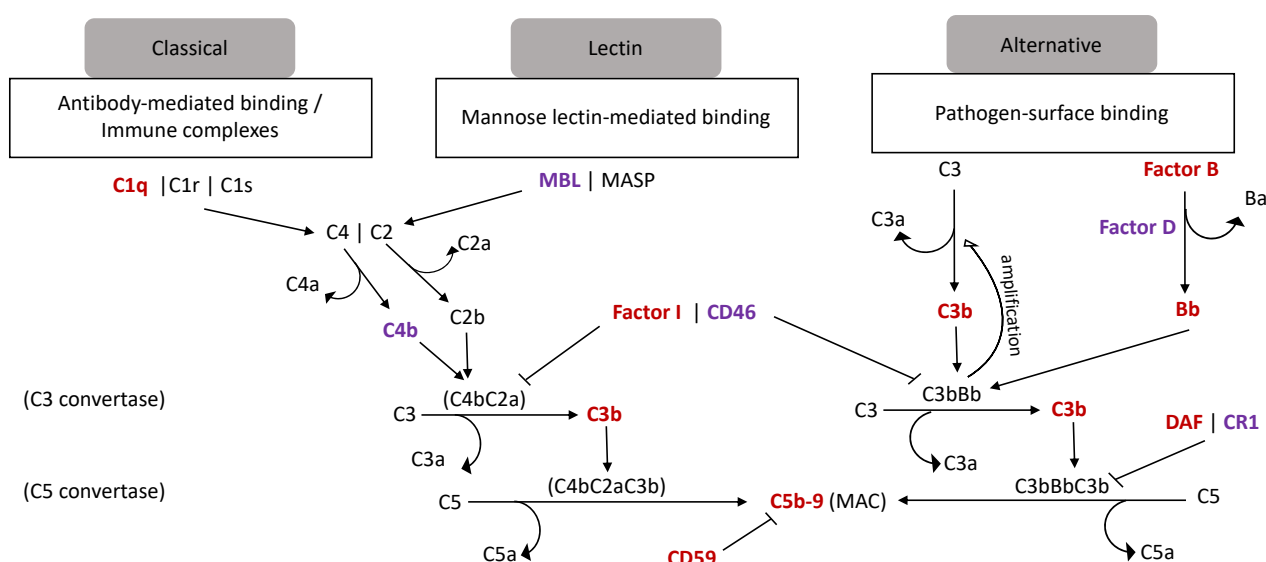 Classical
Lectin
Alternative
Antibody-mediated binding /
Immune complexes
Mannose lectin-mediated binding
Pathogen-surface binding
C1q |C1r | C1s
MBL | MASP
C3
Factor B
C4 | C2
C2a
C3a
Factor D
Ba
C4a
amplification
C4b
C2b
Factor I | CD46
C3b
Bb
(C3 convertase)
(C4bC2a)
C3bBb
C3
C3b
C3
C3b
DAF | CR1
C3a
C3a
(C5 convertase)
(C4bC2aC3b)
C3bBbC3b
C5
C5b-9 (MAC)
C5
C5a
CD59
C5a